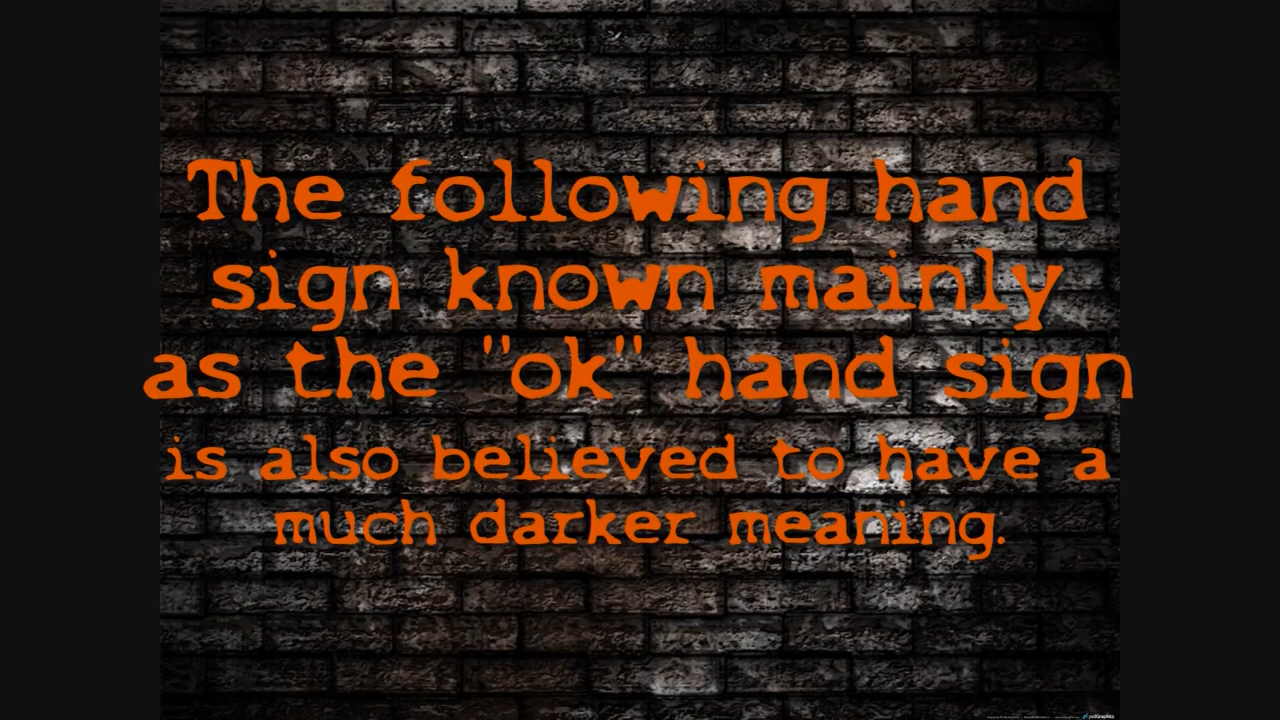 The following hand
sign known mainly
as the "ok" hand sign
is also believed to have a
much darker meaning.